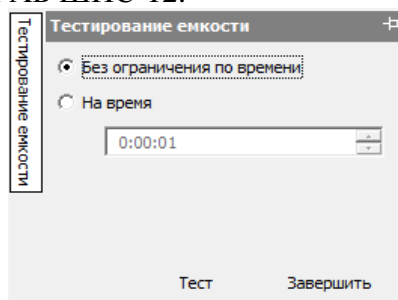 Тестирование емкости
Тестирование емкости
Без ограничения по времени
На время
0:00:01
Тест Завершить